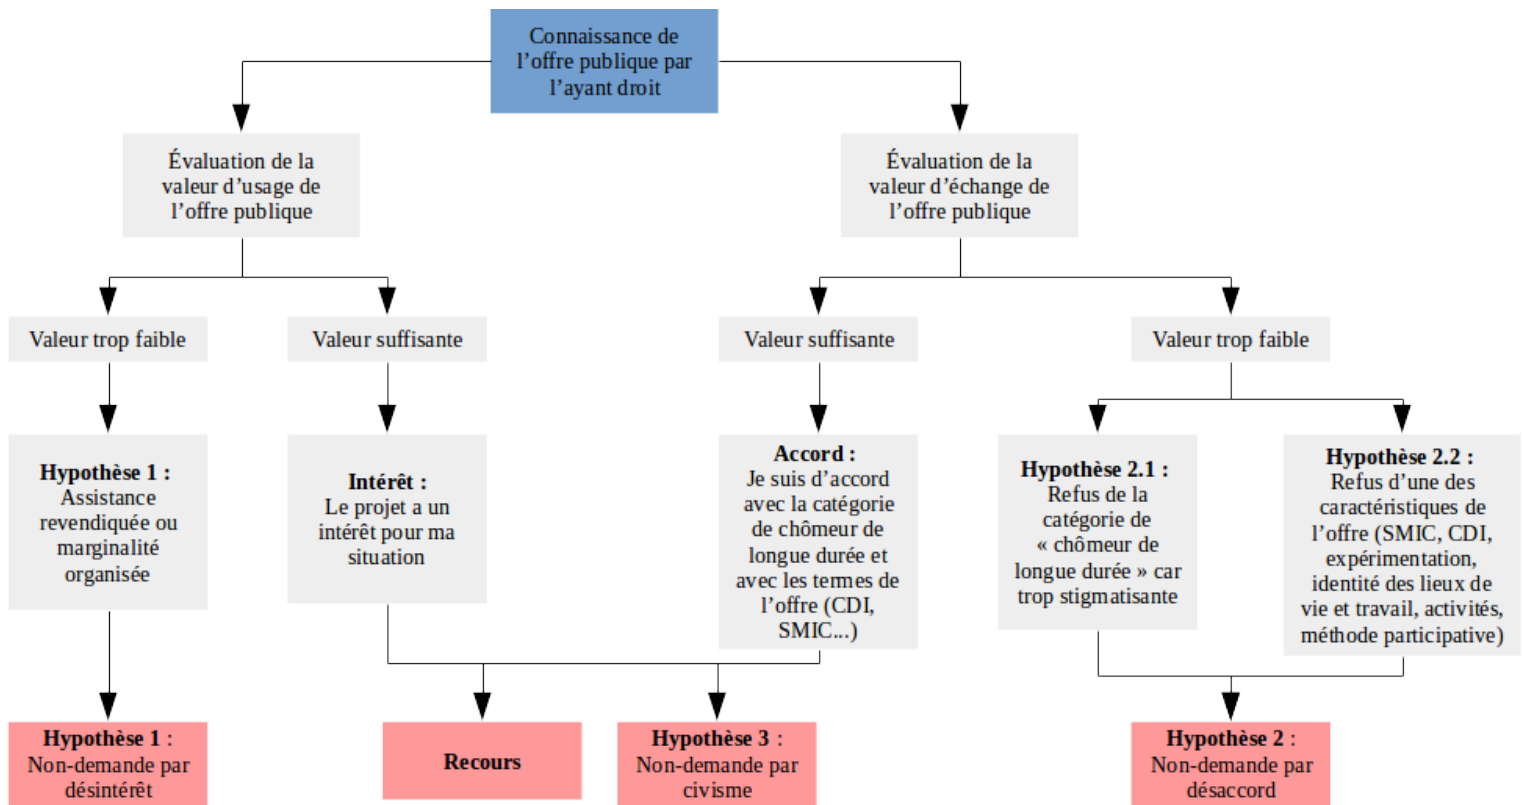 Connaissance de
l’offre publique par
l’ayant droit
Évaluation de la
valeur d’usage de
l’offre publique
Évaluation de la
valeur d’échange de
l’offre publique
Valeur trop faible
Valeur suffisante
Valeur suffisante
Valeur trop faible
Hypothèse 1 :
Assistance
revendiquée ou
marginalité
organisée
Intérêt :
Le projet a un
intérêt pour ma
situation
Accord :
Je suis d’accord
avec la catégorie
de chômeur de
longue durée et
avec les termes de
l’offre (CDI,
SMIC...)
Hypothèse 2.1 :
Refus de la
catégorie de
« chômeur de
longue durée » car
trop stigmatisante
Hypothèse 2.2 :
Refus d’une des
caractéristiques de
l’offre (SMIC, CDI,
expérimentation,
identité des lieux de
vie et travail, activités,
méthode participative)
Hypothèse 1 :
Non-demande par
désintérêt
Recours
Hypothèse 3 :
Non-demande par
civisme
Hypothèse 2 :
Non-demande par
désaccord